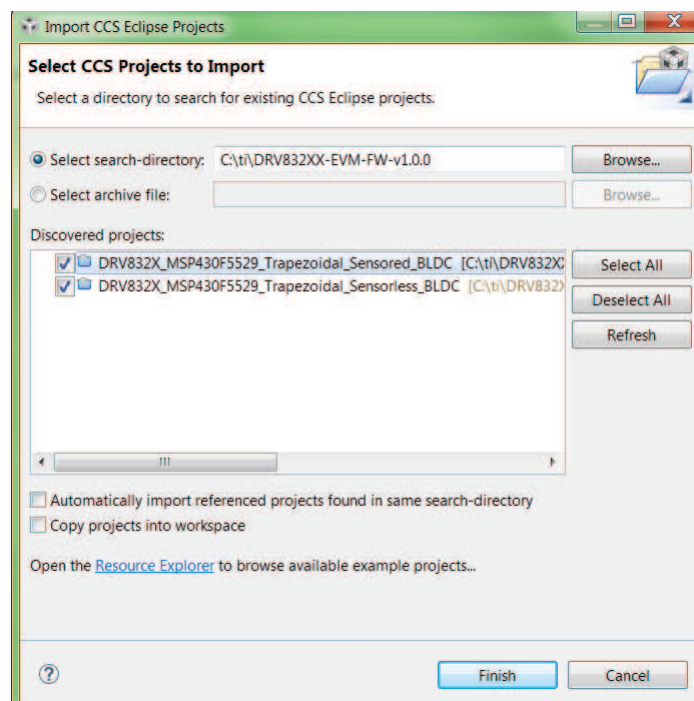 Import CCS Eclipse Projects
Select CCS Projects to Import
Select a directory to search for existing CCS Eclipse projects.
Select search-directory: C:\ti\DRV832XX-EVM-FW-v1.0.0 Browse...
Select archive file: Browse...
Discovered projects:
DRV832X_MSP430F5529_Trapezoidal_Sensored_BLDC [C:\ti\DRV832X Select All
DRV832X_MSP430F5529_Trapezoidal_Sensorless_BLDC [C:\ti\DRV832X Deselect All
Refresh
Automatically import referenced projects found in same search-directory
Copy projects into workspace
Open the Resource Explorer to browse available example projects...
Finish Cancel